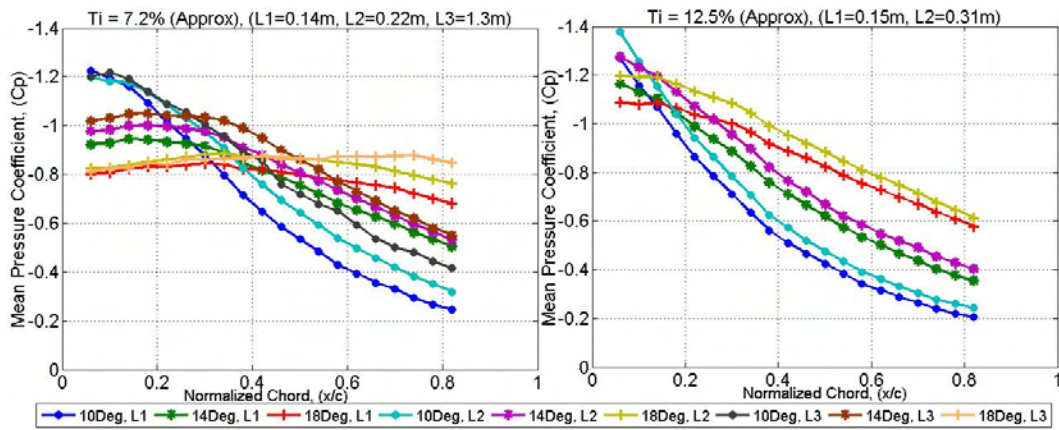 Ti = 7.2% (Approx), (L1=0.14m, L2=0.22m, L3=1.3m)
Mean Pressure Coefficient, (Cp)
-1.4
-1.2
-1
-0.8
-0.6
-0.4
-0.2
0
0 0.2 0.4 0.6 0.8 1
Normalized Chord, (x/c)
Ti = 12.5% (Approx), (L1=0.15m, L2=0.31m)
Mean Pressure Coefficient, (Cp)
-1.4
-1.2
-1
-0.8
-0.6
-0.4
-0.2
0
0 0.2 0.4 0.6 0.8 1
Normalized Chord, (x/c)
10Deg, L1 14Deg, L1 18Deg, L1 10Deg, L2 14Deg, L2 18Deg, L2 10Deg, L3 14Deg, L3 18Deg, L3